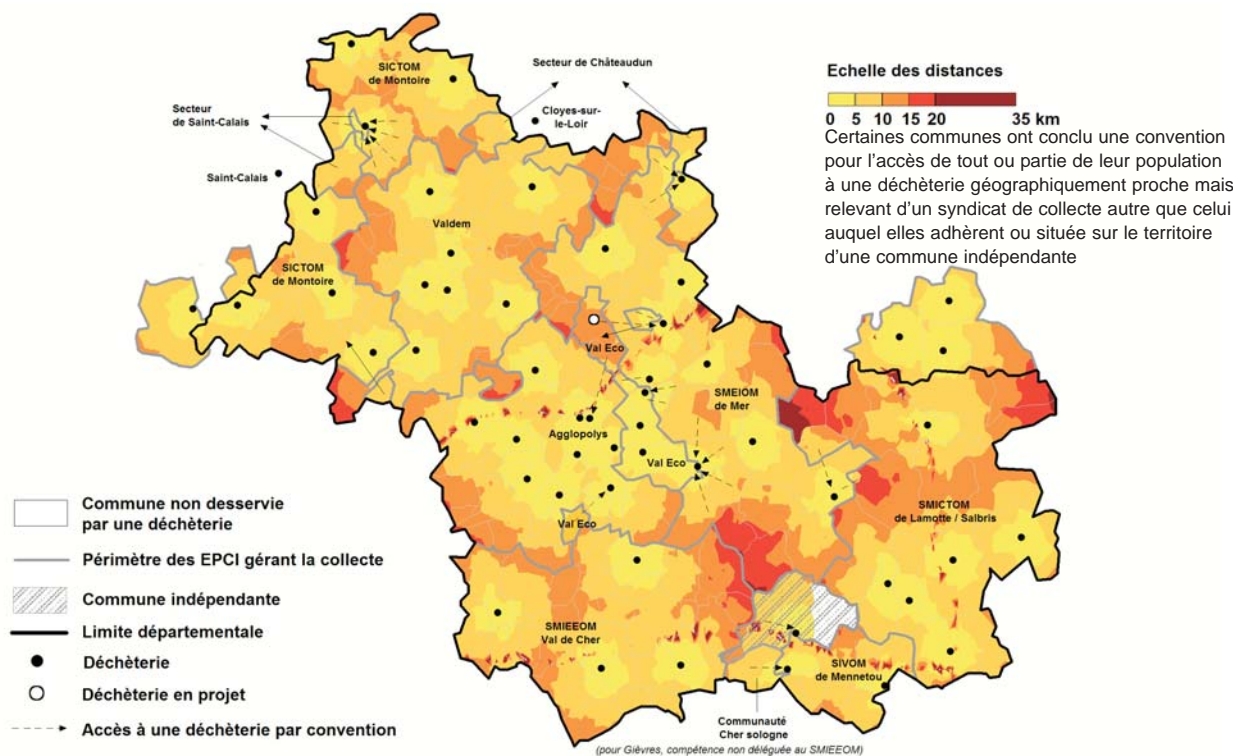 SICTOM
de Montoire
Secteur de Châteaudun
Secteur
de Saint-Calais
Cloyes-sur-
le-Loir
Saint-Calais
Valdem
SICTOM
de Montoire
Val Eco
SMEIOM
de Mer
Agglopolys
Val Eco
Val Eco
SMICTOM
de Lamotte / Salbris
SMIEEOM
Val de Cher
SIVOM
de Mennetou
Communauté
Cher sologne
(pour Gièvres, compétence non déléguée au SMIEEOM)
Echelle des distances
0 5 10 15 20 35 km
Certaines communes ont conclu une convention
pour l'accès de tout ou partie de leur population
à une déchèterie géographiquement proche mais
relevant d'un syndicat de collecte autre que celui
auquel elles adhèrent ou située sur le territoire
d'une commune indépendante
Commune non desservie
par une déchèterie
Périmètre des EPCI gérant la collecte
Commune indépendante
Limite départementale
Déchèterie
Déchèterie en projet
Accès à une déchèterie par convention